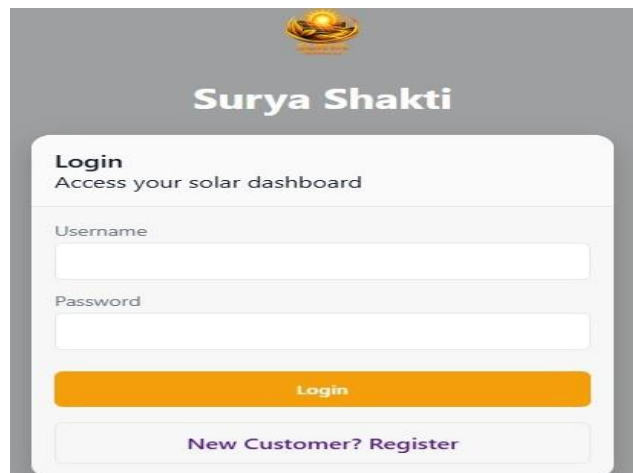 Surya Shakti
Login
Access your solar dashboard
Username
Password
Login
New Customer? Register